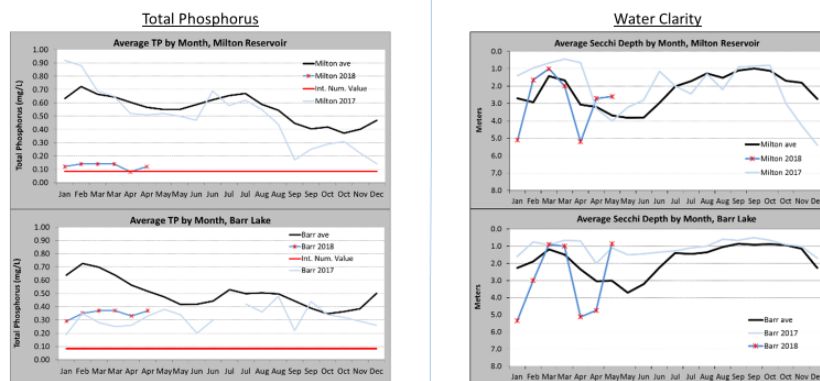 Total Phosphorus
Average TP by Month, Milton Reservoir
Total Phosphorus (mg/L)
1.00
0.90
0.80
0.70
0.60
0.50
0.40
0.30
0.20
0.10
0.00
Milton ave
Milton 2018
Int. Num. Value
Milton 2017
Jan Feb Mar Mar Apr Apr May Jun Jun Jul Jul Aug Aug Sep Sep Oct Oct Nov Dec
Average TP by Month, Barr Lake
Total Phosphorus (mg/L)
1.00
0.90
0.80
0.70
0.60
0.50
0.40
0.30
0.20
0.10
0.00
Barr ave
Barr 2018
Int. Num. Value
Barr 2017
Jan Feb Mar Mar Apr Apr May Jun Jun Jul Jul Aug Aug Sep Sep Oct Oct Nov Dec
Water Clarity
Average Secchi Depth by Month, Milton Reservoir
Meters
0.0
1.0
2.0
3.0
4.0
5.0
6.0
7.0
8.0
Milton ave
Milton 2018
Milton 2017
Jan Feb Mar Mar Apr Apr May May Jun Jun Jul Jul Aug Aug Sep Sep Oct Oct Nov Dec
Average Secchi Depth by Month, Barr Lake
Meters
0.0
1.0
2.0
3.0
4.0
5.0
6.0
7.0
8.0
Barr ave
Barr 2017
Barr 2018
Jan Feb Mar Mar Apr Apr May May Jun Jun Jul Jul Aug Aug Sep Sep Oct Oct Nov Dec